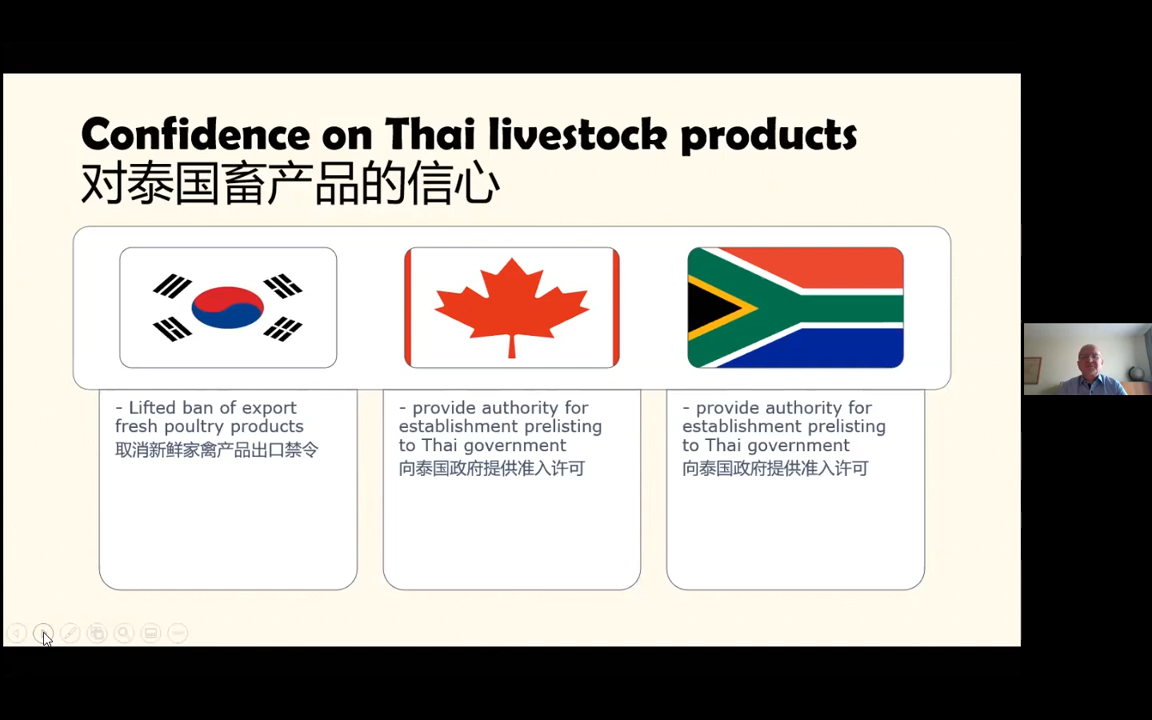 Confidence on Thai livestock products
对泰国畜产品的信心
- Lifted ban of export
fresh poultry products
取消新鲜家禽产品出口禁令
- provide authority for
establishment prelisting
to Thai government
向泰国政府提供准入许可
- provide authority for
establishment prelisting
to Thai government
向泰国政府提供准入许可